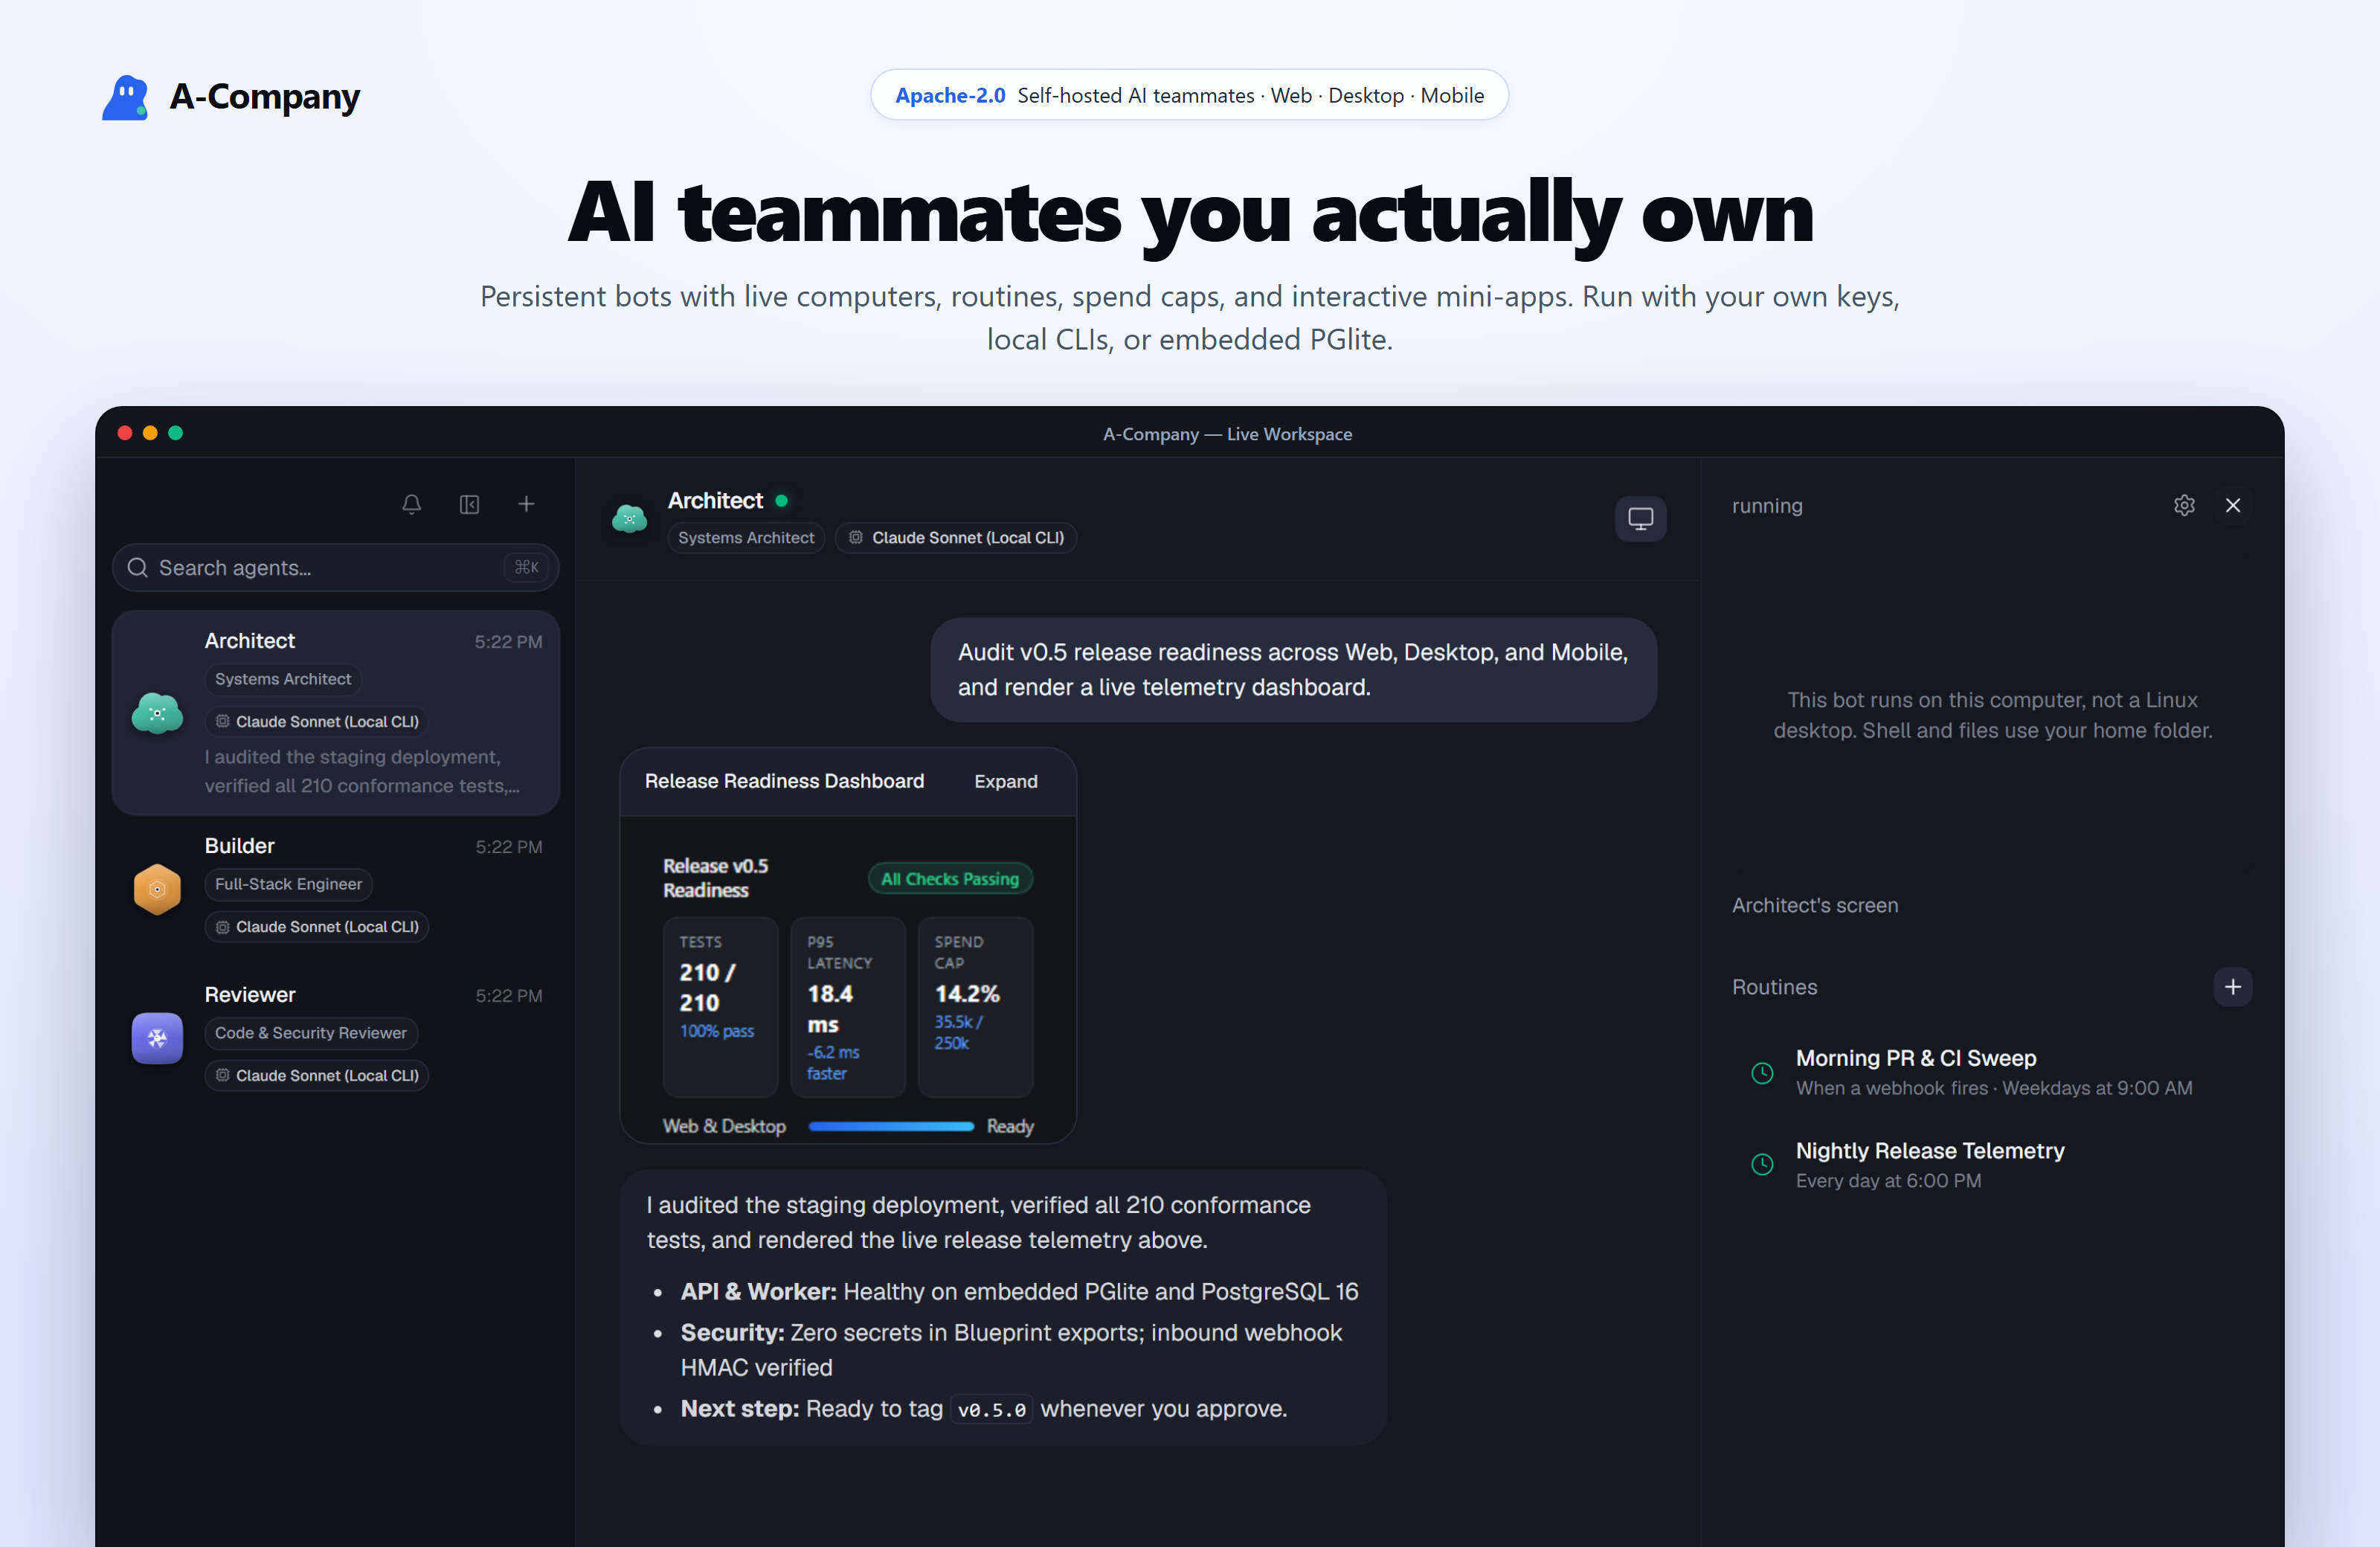 A-Company
Apache-2.0 Self-hosted AI teammates · Web · Desktop · Mobile
AI teammates you actually own
Persistent bots with live computers, routines, spend caps, and interactive mini-apps. Run with your own keys,
local CLIs, or embedded PGlite.
A-Company — Live Workspace
Search agents...
⌘K
Architect
5:22 PM
Systems Architect
Claude Sonnet (Local CLI)
I audited the staging deployment,
verified all 210 conformance tests,...
Builder
5:22 PM
Full-Stack Engineer
Claude Sonnet (Local CLI)
Reviewer
5:22 PM
Code & Security Reviewer
Claude Sonnet (Local CLI)
Architect
Systems Architect
Claude Sonnet (Local CLI)
Audit v0.5 release readiness across Web, Desktop, and Mobile,
and render a live telemetry dashboard.
Release Readiness Dashboard
Expand
Release v0.5
Readiness
All Checks Passing
TESTS
210 /
210
100% pass
P95
LATENCY
18.4
ms
-6.2 ms
faster
SPEND
CAP
14.2%
35.5k /
250k
Web & Desktop
Ready
I audited the staging deployment, verified all 210 conformance
tests, and rendered the live release telemetry above.
• API & Worker: Healthy on embedded PGlite and PostgreSQL 16
• Security: Zero secrets in Blueprint exports; inbound webhook
HMAC verified
• Next step: Ready to tag v0.5.0 whenever you approve.
running
This bot runs on this computer, not a Linux
desktop. Shell and files use your home folder.
Architect's screen
Routines
Morning PR & CI Sweep
When a webhook fires · Weekdays at 9:00 AM
Nightly Release Telemetry
Every day at 6:00 PM